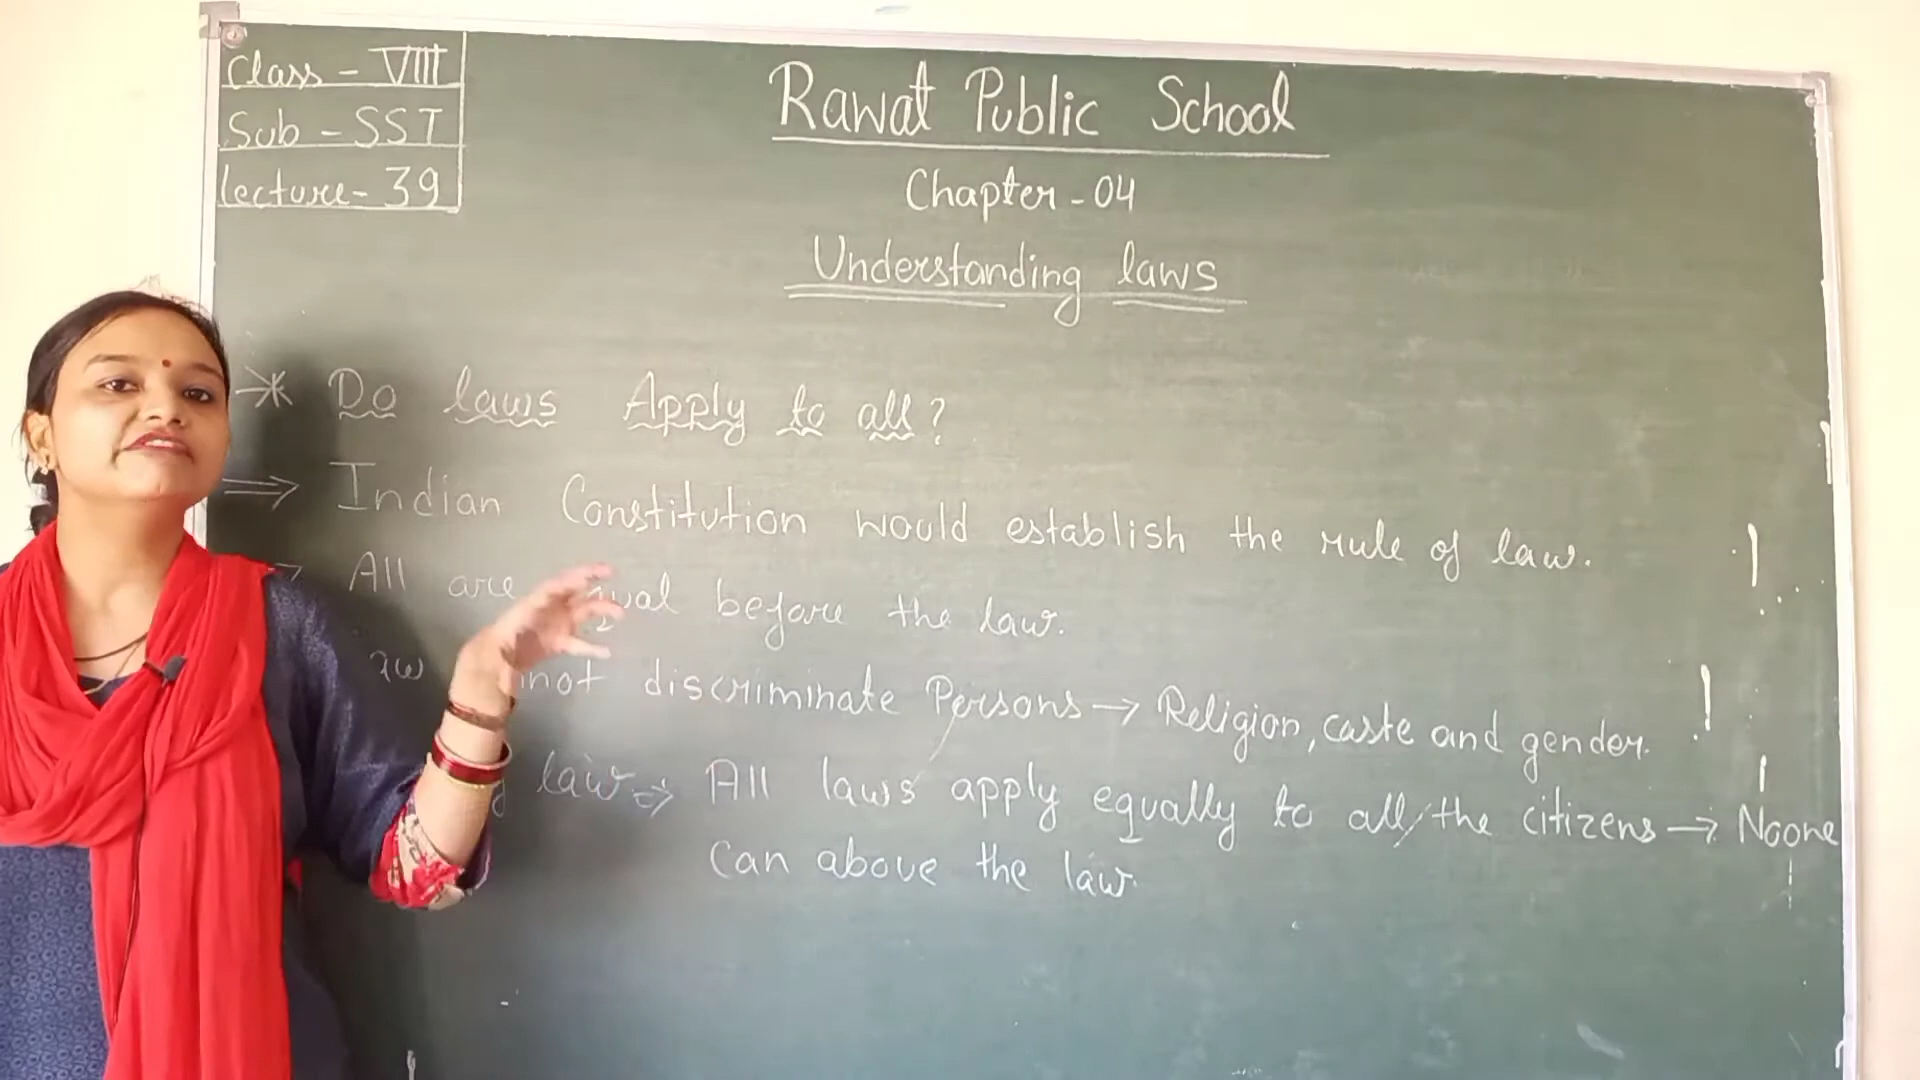 Class - VIII
Sub - SST
Lecture - 39
Rawat Public School
Chapter - 04
Understanding laws
Do laws Apply to all?
⇒ Indian Constitution would establish the rule of law.
All are before the law.
not discriminate Persons → Religion, caste and gender.
law ⇒ All laws apply equally to all the citizens → Noone
Can above the law.